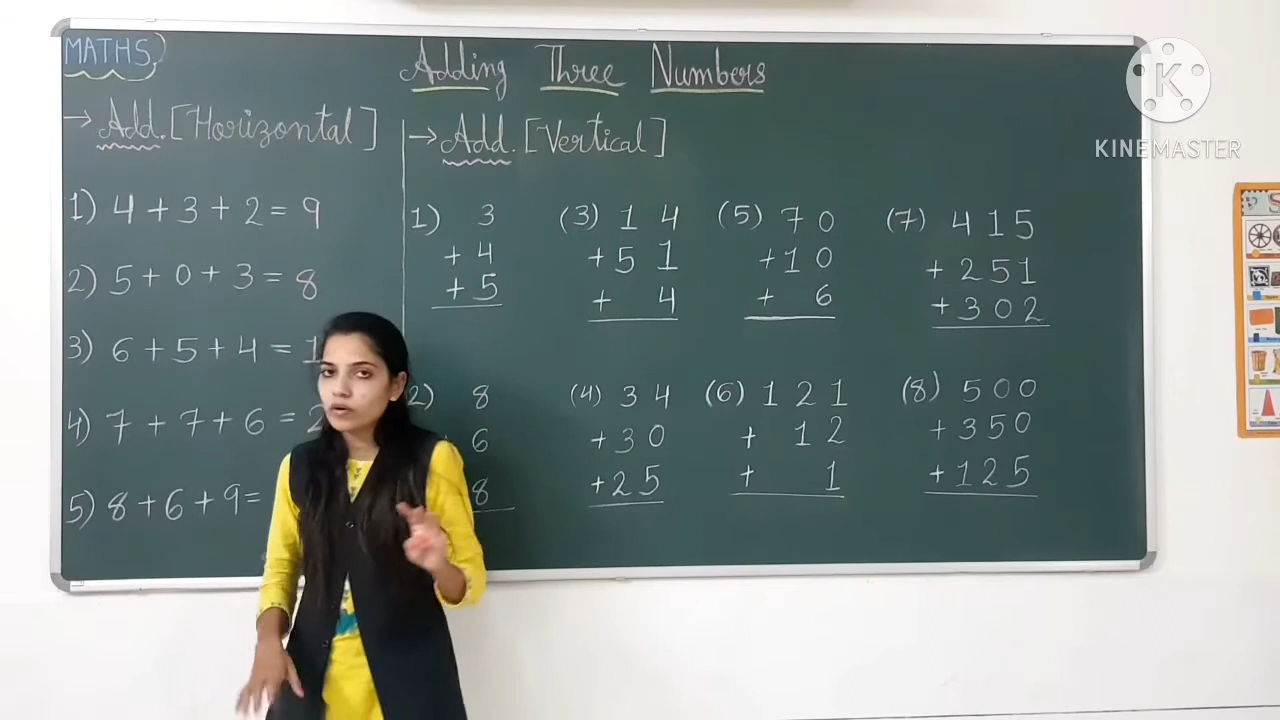 MATHS
Adding Three Numbers
→ Add. [Horizontal]
1) 4 + 3 + 2 = 9
2) 5 + 0 + 3 = 8
3) 6 + 5 + 4 = 1
4) 7 + 7 + 6 = 2
5) 8 + 6 + 9 =
→ Add. [Vertical]
1) 3
+ 4
+ 5
(3) 1 4
+ 5 1
+ 4
(5) 7 0
+ 1 0
+ 6
(7) 4 1 5
+ 2 5 1
+ 3 0 2
2) 8
6
8
(4) 3 4
+ 3 0
+ 2 5
(6) 1 2 1
+ 1 2
+ 1
(8) 5 0 0
+ 3 5 0
+ 1 2 5
K
KINEMASTER